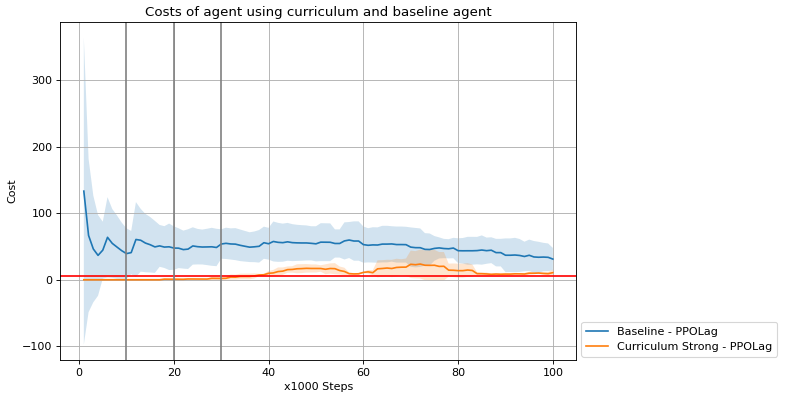 Costs of agent using curriculum and baseline agent
Cost
300
200
100
0
−100
0 20 40 60 80 100
x1000 Steps
Baseline - PPOLag
Curriculum Strong - PPOLag